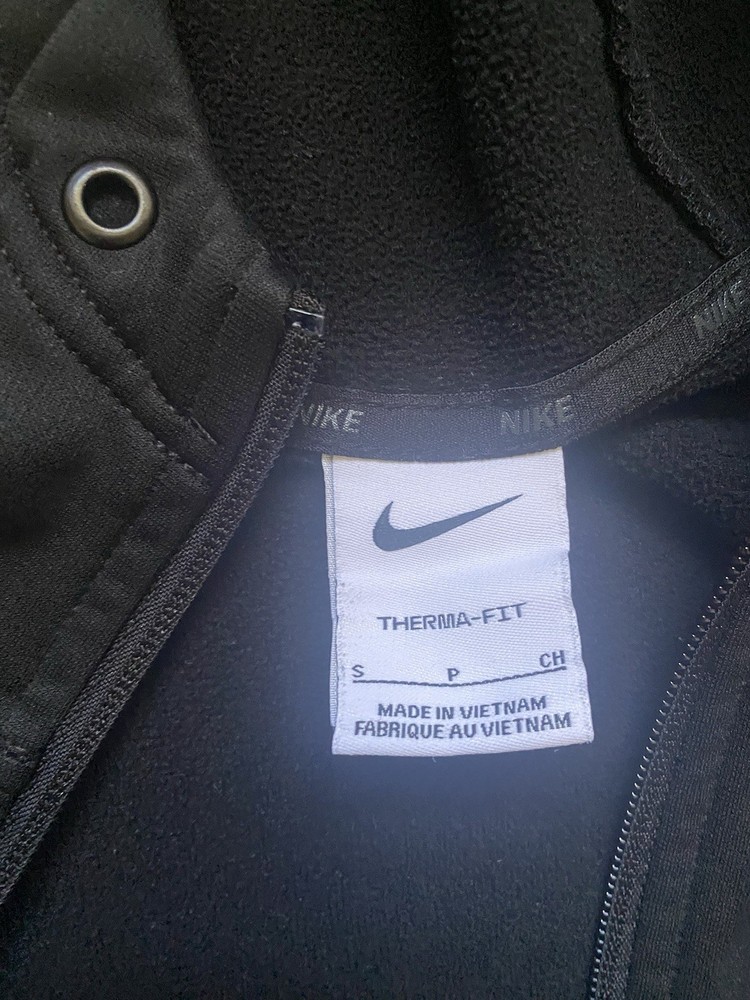 NIKE NIKE NIKE
THERMA-FIT
S P CH
MADE IN VIETNAM
FABRIQUE AU VIETNAM